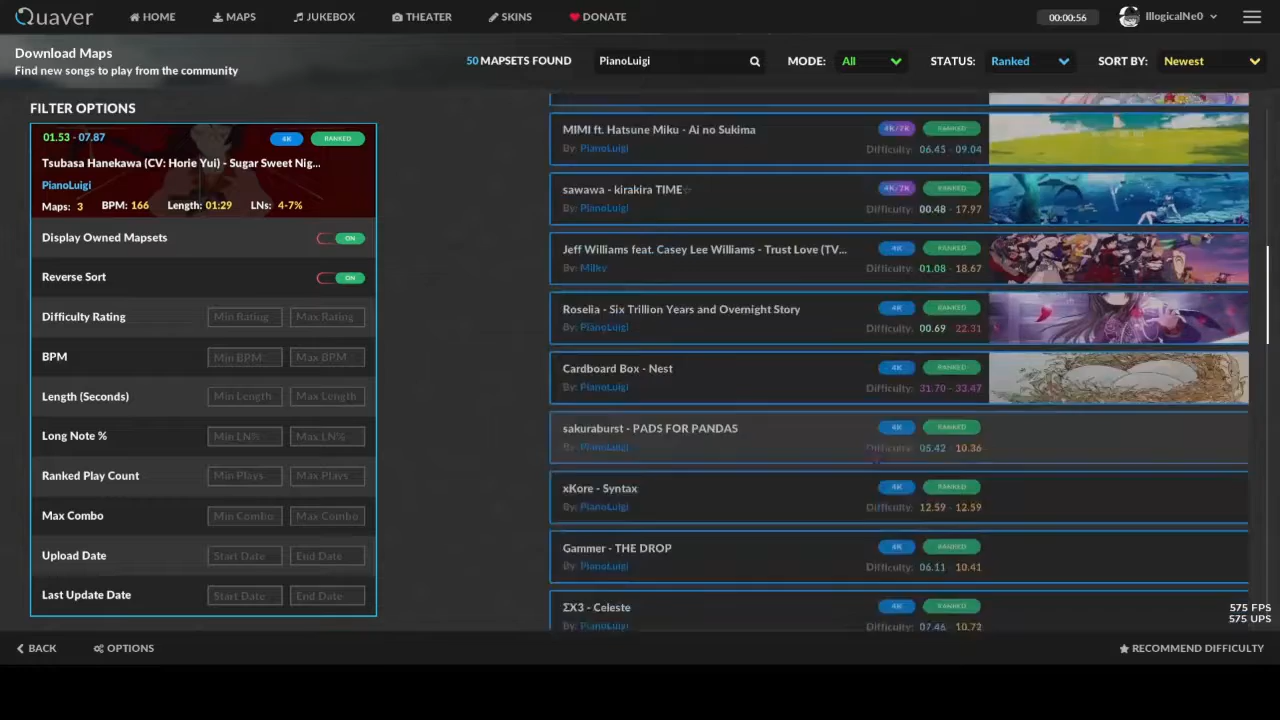 Quaver HOME MAPS JUKEBOX THEATER SKINS DONATE 00:00:56 IllogicalNe0
Download Maps
Find new songs to play from the community
50 MAPSETS FOUND PianoLuigi MODE: All STATUS: Ranked SORT BY: Newest
FILTER OPTIONS
01.53 - 07.87 4K RANKED
Tsubasa Hanekawa (CV: Horie Yui) - Sugar Sweet Nig...
PianoLuigi
Maps: 3 BPM: 166 Length: 01:29 LNs: 4-7%
Display Owned Mapsets ON
Reverse Sort ON
Difficulty Rating Min Rating Max Rating
BPM Min BPM Max BPM
Length (Seconds) Min Length Max Length
Long Note % Min LN% Max LN%
Ranked Play Count Min Plays Max Plays
Max Combo Min Combo Max Combo
Upload Date Start Date End Date
Last Update Date Start Date End Date
MIMI ft. Hatsune Miku - Ai no Sukima 4K/7K RANKED
By: PianoLuigi Difficulty: 06.45 - 09.04
sawawa - kirakira TIME☆ 4K/7K RANKED
By: PianoLuigi Difficulty: 00.48 - 17.97
Jeff Williams feat. Casey Lee Williams - Trust Love (TV... 4K RANKED
By: Milky Difficulty: 01.08 - 18.67
Roselia - Six Trillion Years and Overnight Story 4K RANKED
By: PianoLuigi Difficulty: 00.69 - 22.31
Cardboard Box - Nest 4K RANKED
By: PianoLuigi Difficulty: 31.70 - 33.47
sakuraburst - PADS FOR PANDAS 4K RANKED
By: PianoLuigi Difficulty: 05.42 - 10.36
xKore - Syntax 4K RANKED
By: PianoLuigi Difficulty: 12.59 - 12.59
Gammer - THE DROP 4K RANKED
By: PianoLuigi Difficulty: 06.11 - 10.41
ΣX3 - Celeste 4K RANKED
By: PianoLuigi Difficulty: 07.46 - 10.72
575 FPS
575 UPS
BACK OPTIONS RECOMMEND DIFFICULTY